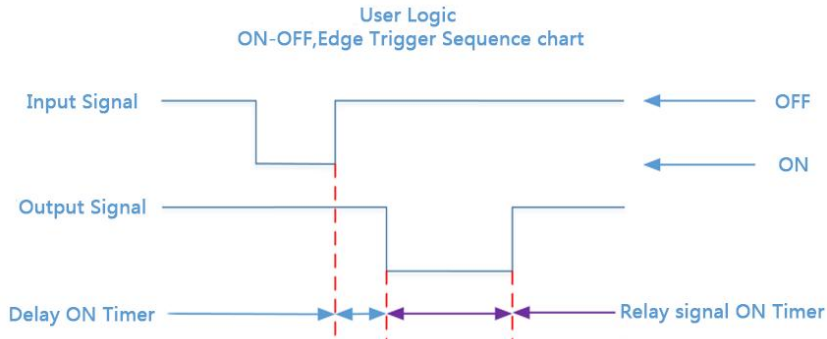 User Logic
ON-OFF,Edge Trigger Sequence chart
Input Signal
OFF
ON
Output Signal
Delay ON Timer
Relay signal ON Timer